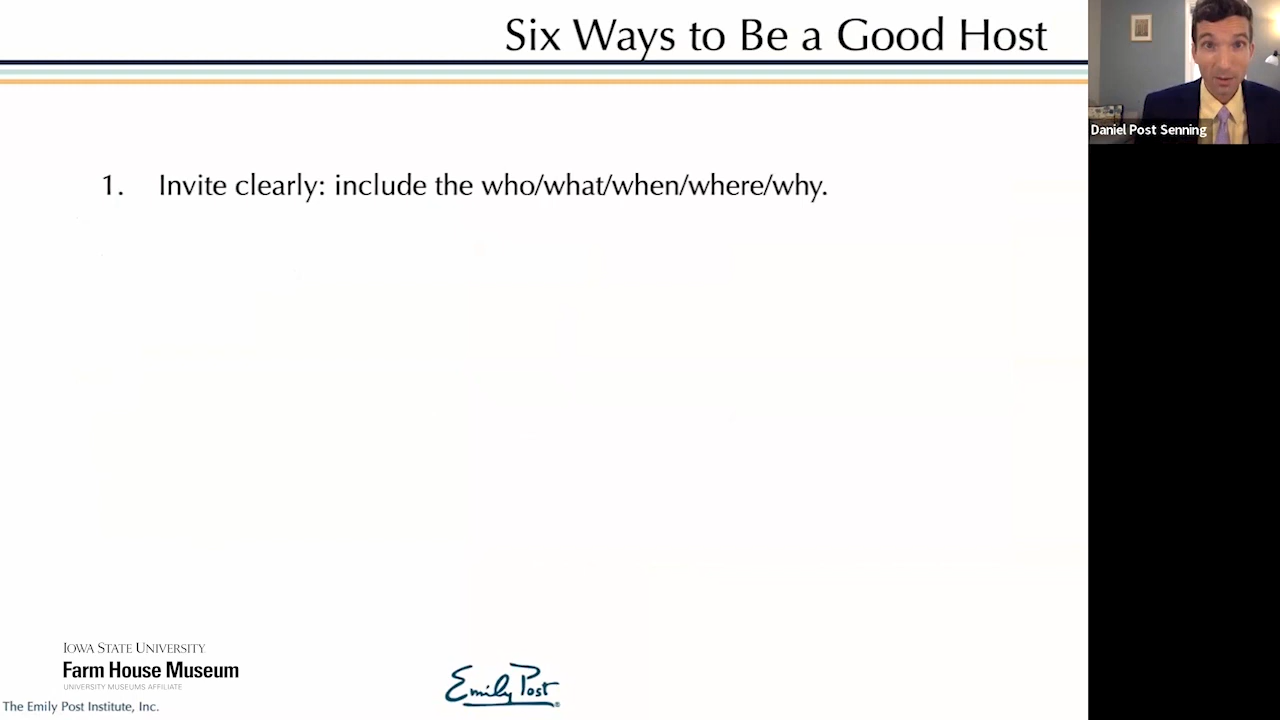 Six Ways to Be a Good Host
Daniel Post Senning
1. Invite clearly: include the who/what/when/where/why.
IOWA STATE UNIVERSITY
Farm House Museum
UNIVERSITY MUSEUMS AFFILIATE
Emily Post®
The Emily Post Institute, Inc.